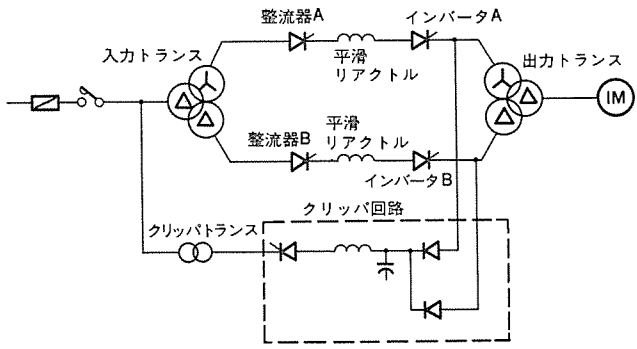 整流器A
インバータA
入力トランス
平滑
リアクトル
出力トランス
IM
整流器B
平滑
リアクトル
インバータB
クリッパ回路
クリッパトランス